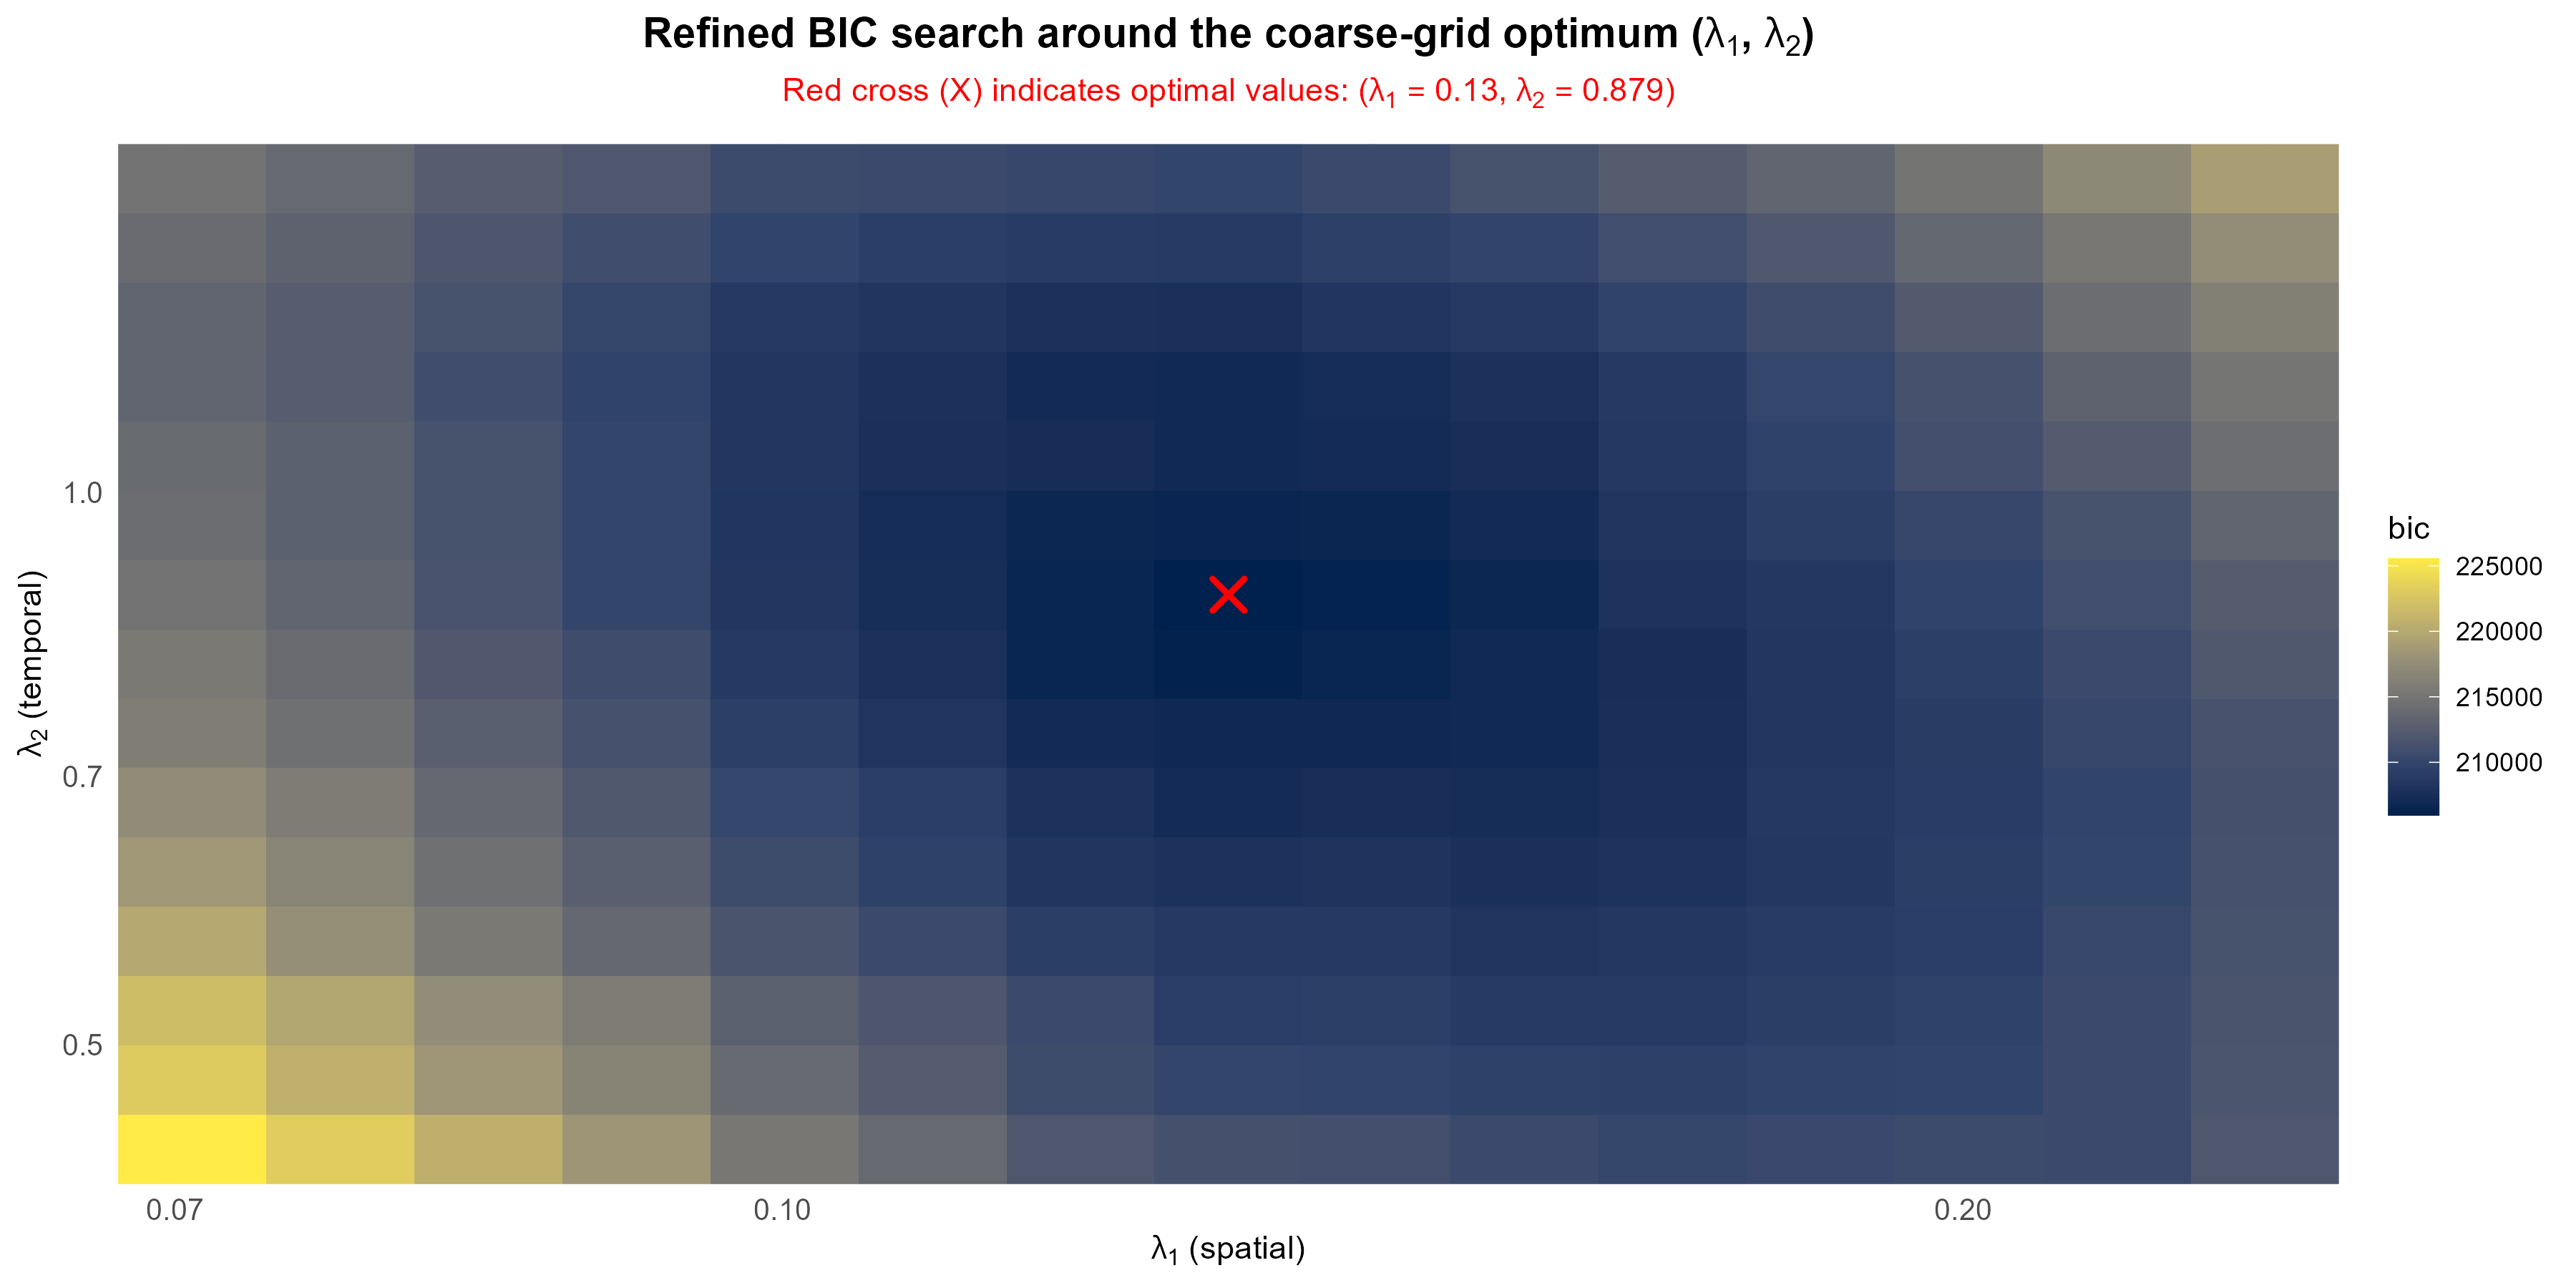 Refined BIC search around the coarse-grid optimum (λ₁, λ₂)
Red cross (X) indicates optimal values: (λ₁ = 0.13, λ₂ = 0.879)
λ₂ (temporal)
1.0
0.7
0.5
0.07
0.10
0.20
λ₁ (spatial)
bic
225000
220000
215000
210000